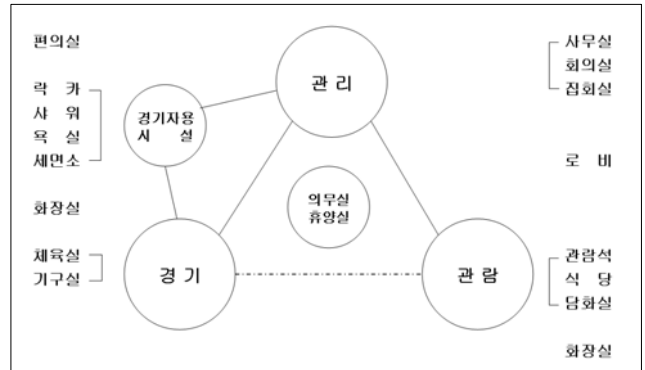 편의실
락 카
샤 워
욕 실
세면소
화장실
체육실
기구실
관 리
경기자용
시 설
의무실
휴양실
경 기
관 람
사무실
회의실
집회실
로 비
관람석
식 당
담화실
화장실